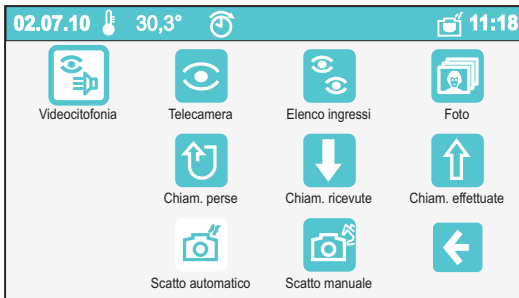 02.07.10 30,3° 11:18
Videocitofonia Telecamera Elenco ingressi Foto
Chiam. perse Chiam. ricevute Chiam. effettuate
Scatto automatico Scatto manuale